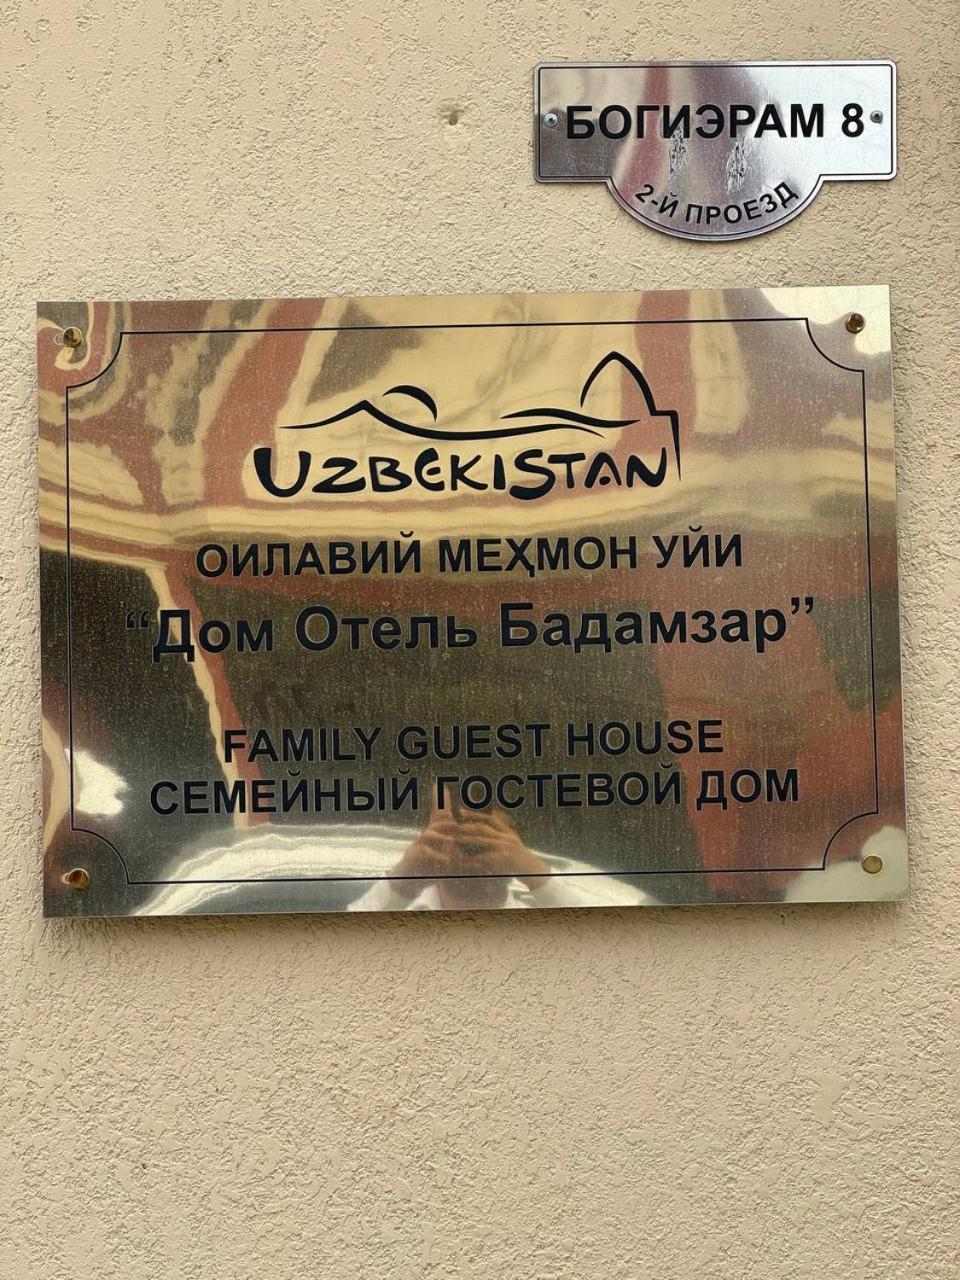 БОГИЭРАМ 8
2-Й ПРОЕЗД
UZBEKISTAN
ОИЛАВИЙ МЕҲМОН УЙИ
“Дом Отель Бадамзар”
FAMILY GUEST HOUSE
СЕМЕЙНЫЙ ГОСТЕВОЙ ДОМ